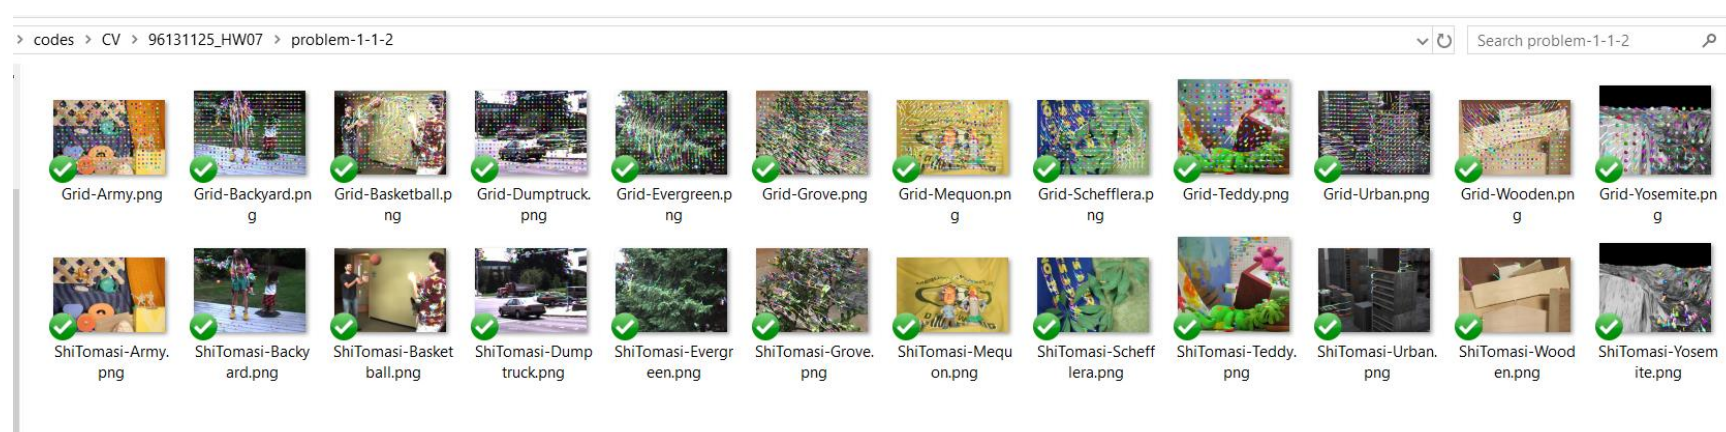 > codes > CV > 96131125_HW07 > problem-1-1-2
Search problem-1-1-2
Grid-Army.png
Grid-Backyard.pn
g
Grid-Basketball.p
ng
Grid-Dumptruck.
png
Grid-Evergreen.p
ng
Grid-Grove.png
Grid-Mequon.pn
g
Grid-Schefflera.p
ng
Grid-Teddy.png
Grid-Urban.png
Grid-Wooden.pn
g
Grid-Yosemite.pn
g
ShiTomasi-Army.
png
ShiTomasi-Backy
ard.png
ShiTomasi-Basket
ball.png
ShiTomasi-Dump
truck.png
ShiTomasi-Evergr
een.png
ShiTomasi-Grove.
png
ShiTomasi-Mequ
on.png
ShiTomasi-Scheff
lera.png
ShiTomasi-Teddy.
png
ShiTomasi-Urban.
png
ShiTomasi-Wood
en.png
ShiTomasi-Yosem
ite.png